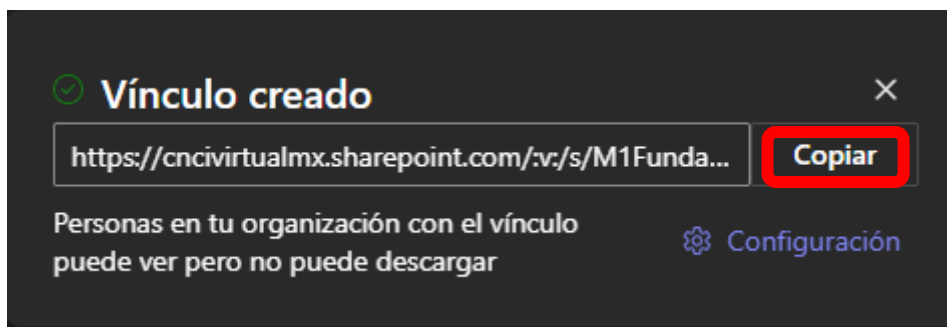 Vínculo creado
https://cncivirtualmx.sharepoint.com/:v:/s/M1Funda...
Copiar
Personas en tu organización con el vínculo
puede ver pero no puede descargar
Configuración